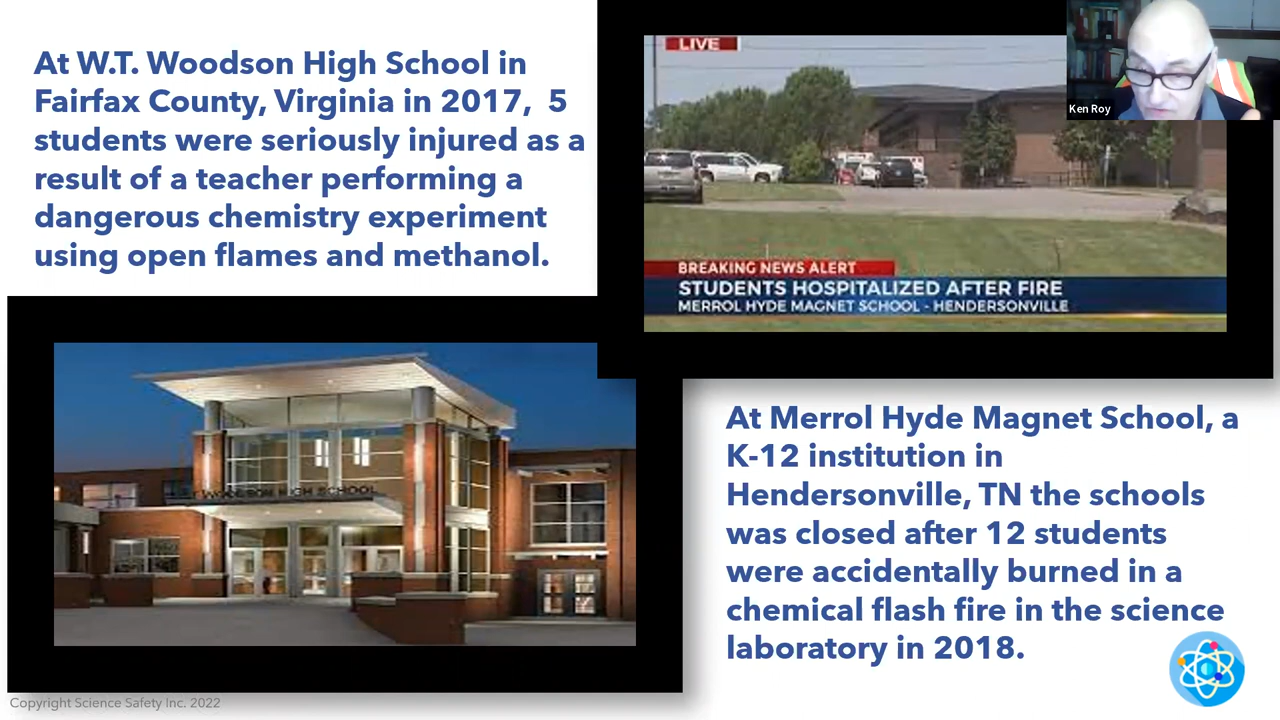 At W.T. Woodson High School in
Fairfax County, Virginia in 2017, 5
students were seriously injured as a
result of a teacher performing a
dangerous chemistry experiment
using open flames and methanol.
LIVE
Ken Roy
BREAKING NEWS ALERT
STUDENTS HOSPITALIZED AFTER FIRE
MERROL HYDE MAGNET SCHOOL - HENDERSONVILLE
WOODSON HIGH SCHOOL
At Merrol Hyde Magnet School, a
K-12 institution in
Hendersonville, TN the schools
was closed after 12 students
were accidentally burned in a
chemical flash fire in the science
laboratory in 2018.
Copyright Science Safety Inc. 2022